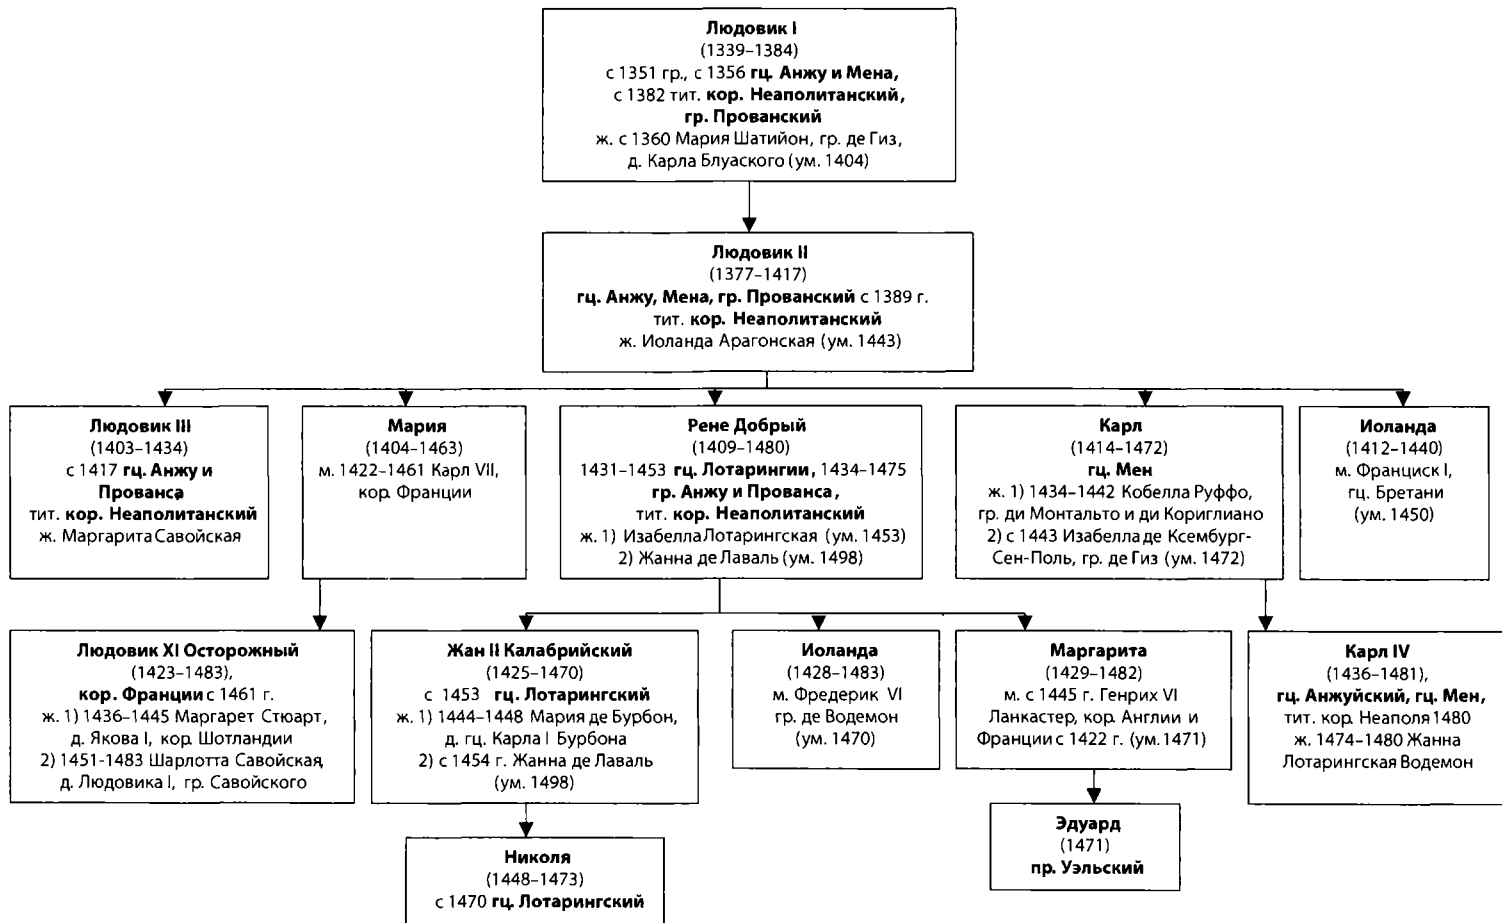 Людовик I
(1339–1384)
с 1351 гр., с 1356 гц. Анжу и Мена,
с 1382 тит. кор. Неаполитанский,
гр. Прованский
ж. с 1360 Мария Шатийон, гр. де Гиз,
д. Карла Блуаского (ум. 1404)
Людовик II
(1377–1417)
гц. Анжу, Мена, гр. Прованский с 1389 г.
тит. кор. Неаполитанский
ж. Иоланда Арагонская (ум. 1443)
Людовик III
(1403–1434)
с 1417 гц. Анжу и
Прованса
тит. кор. Неаполитанский
ж. Маргарита Савойская
Мария
(1404–1463)
м. 1422–1461 Карл VII,
кор. Франции
Рене Добрый
(1409–1480)
1431–1453 гц. Лотарингии, 1434–1475
гр. Анжу и Прованса,
тит. кор. Неаполитанский
ж. 1) Изабелла Лотарингская (ум. 1453)
2) Жанна де Лаваль (ум. 1498)
Карл
(1414–1472)
гц. Мен
ж. 1) 1434–1442 Кобелла Руффо,
гр. ди Монтальто и ди Кориглиано
2) с 1443 Изабелла де Ксембург-
Сен-Поль, гр. де Гиз (ум. 1472)
Иоланда
(1412–1440)
м. Франциск I,
гц. Бретани
(ум. 1450)
Людовик XI Осторожный
(1423–1483),
кор. Франции с 1461 г.
ж. 1) 1436–1445 Маргарет Стюарт,
д. Якова I, кор. Шотландии
2) 1451-1483 Шарлотта Савойская,
д. Людовика I, гр. Савойского
Жан II Калабрийский
(1425–1470)
с 1453 гц. Лотарингский
ж. 1) 1444–1448 Мария де Бурбон,
д. гц. Карла I Бурбона
2) с 1454 г. Жанна де Лаваль
(ум. 1498)
Иоланда
(1428–1483)
м. Фредерик VI
гр. де Водемон
(ум. 1470)
Маргарита
(1429–1482)
м. с 1445 г. Генрих VI
Ланкастер, кор. Англии и
Франции с 1422 г. (ум. 1471)
Карл IV
(1436–1481),
гц. Анжуйский, гц. Мен,
тит. кор. Неаполя 1480
ж. 1474–1480 Жанна
Лотарингская Водемон
Николя
(1448–1473)
с 1470 гц. Лотарингский
Эдуард
(1471)
пр. Уэльский